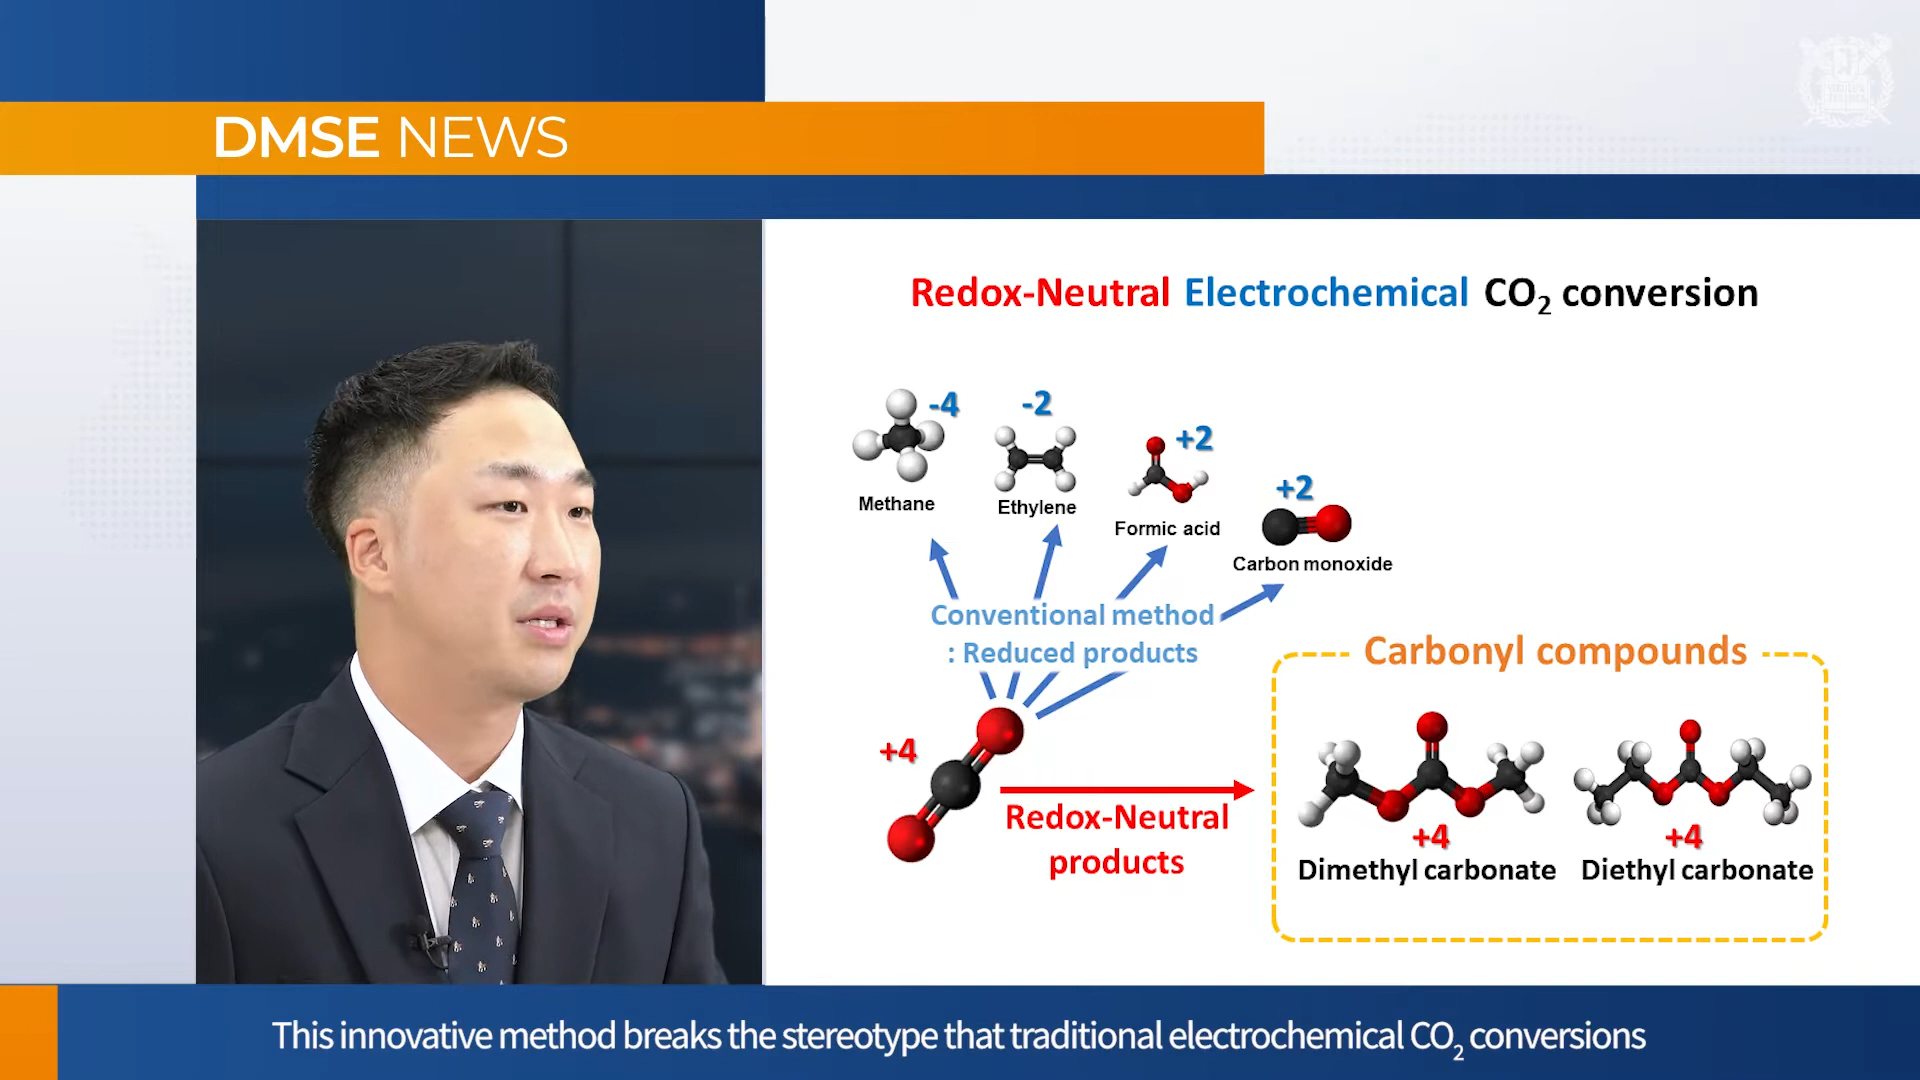 DMSE NEWS
Redox-Neutral Electrochemical CO₂ conversion
-4
-2
+2
+2
Methane
Ethylene
Formic acid
Carbon monoxide
Conventional method
: Reduced products
Carbonyl compounds
+4
Redox-Neutral
products
+4
+4
Dimethyl carbonate
Diethyl carbonate
This innovative method breaks the stereotype that traditional electrochemical CO₂ conversions